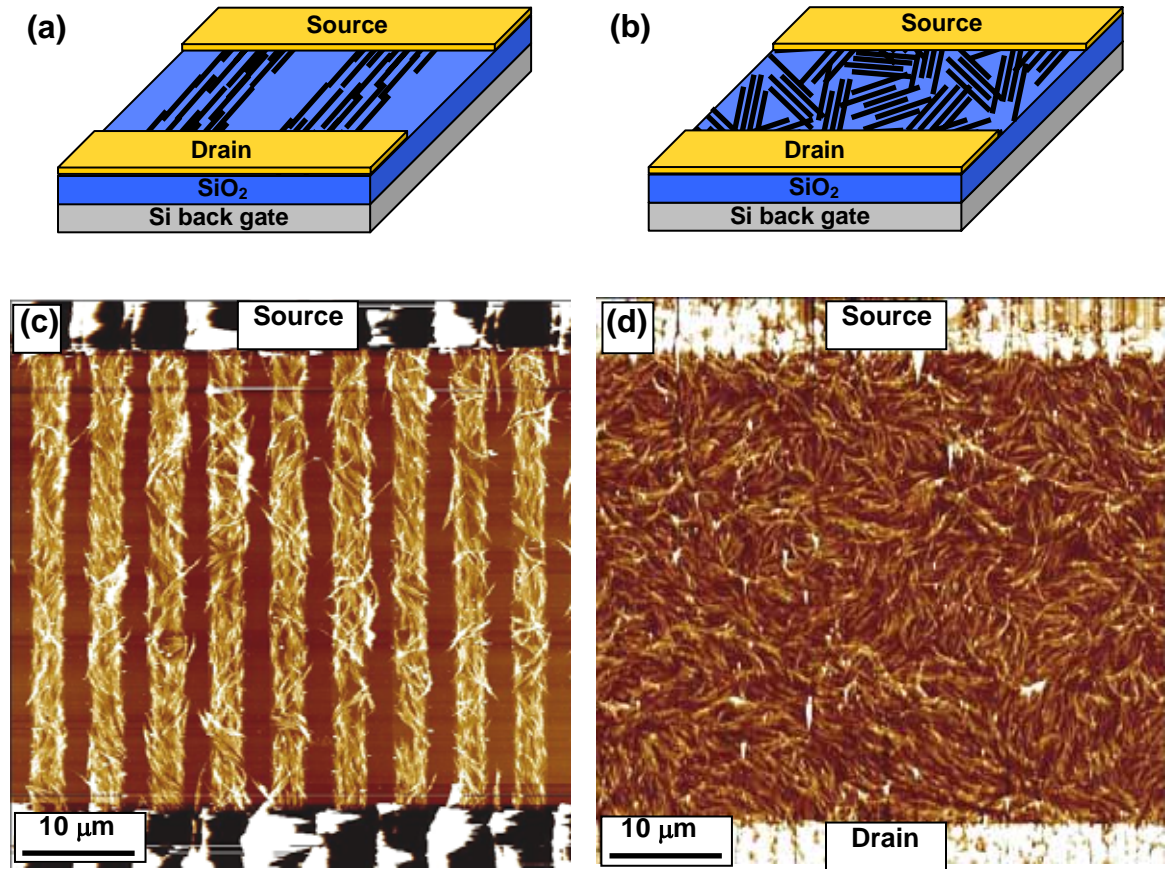 (a)
Source
Drain
SiO₂
Si back gate
(b)
Source
Drain
SiO₂
Si back gate
(c)
Source
10 μm
(d)
Source
10 μm
Drain